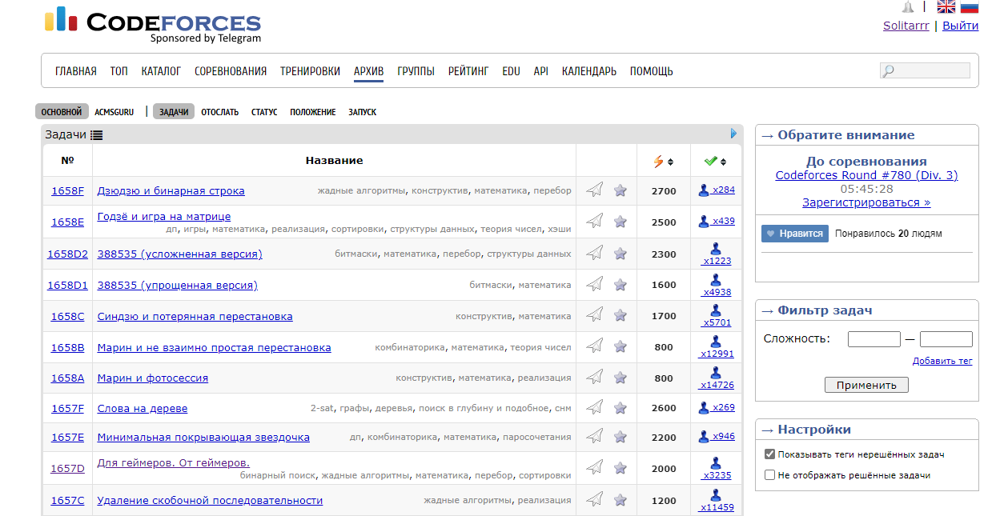 CODEFORCES
Sponsored by Telegram
Solitarrr | Выйти
ГЛАВНАЯ ТОП КАТАЛОГ СОРЕВНОВАНИЯ ТРЕНИРОВКИ АРХИВ ГРУППЫ РЕЙТИНГ EDU API КАЛЕНДАРЬ ПОМОЩЬ
ОСНОВНОЙ ACMSGURU | ЗАДАЧИ ОТОСЛАТЬ СТАТУС ПОЛОЖЕНИЕ ЗАПУСК
Задачи
№ Название
1658F Дзюдзю и бинарная строка жадные алгоритмы, конструктив, математика, перебор 2700 x284
1658E Годзё и игра на матрице
дп, игры, математика, реализация, сортировки, структуры данных, теория чисел, хэши 2500 x439
1658D2 388535 (усложненная версия) битмаски, математика, перебор, структуры данных 2300 x1223
1658D1 388535 (упрощенная версия) битмаски, математика 1600 x4938
1658C Синдзю и потерянная перестановка конструктив, математика 1700 x5701
1658B Марин и не взаимно простая перестановка комбинаторика, математика, теория чисел 800 x12991
1658A Марин и фотосессия конструктив, математика, реализация 800 x14726
1657F Слова на дереве 2-sat, графы, деревья, поиск в глубину и подобное, снм 2600 x269
1657E Минимальная покрывающая звездочка дп, комбинаторика, математика, паросочетания 2200 x946
1657D Для геймеров. От геймеров.
бинарный поиск, жадные алгоритмы, математика, перебор, сортировки 2000 x3235
1657C Удаление скобочной последовательности жадные алгоритмы, реализация 1200 x11459
→ Обратите внимание
До соревнования
Codeforces Round #780 (Div. 3)
05:45:28
Зарегистрироваться »
Нравится Понравилось 20 людям
→ Фильтр задач
Сложность: —
Добавить тег
Применить
→ Настройки
Показывать теги нерешённых задач
Не отображать решённые задачи